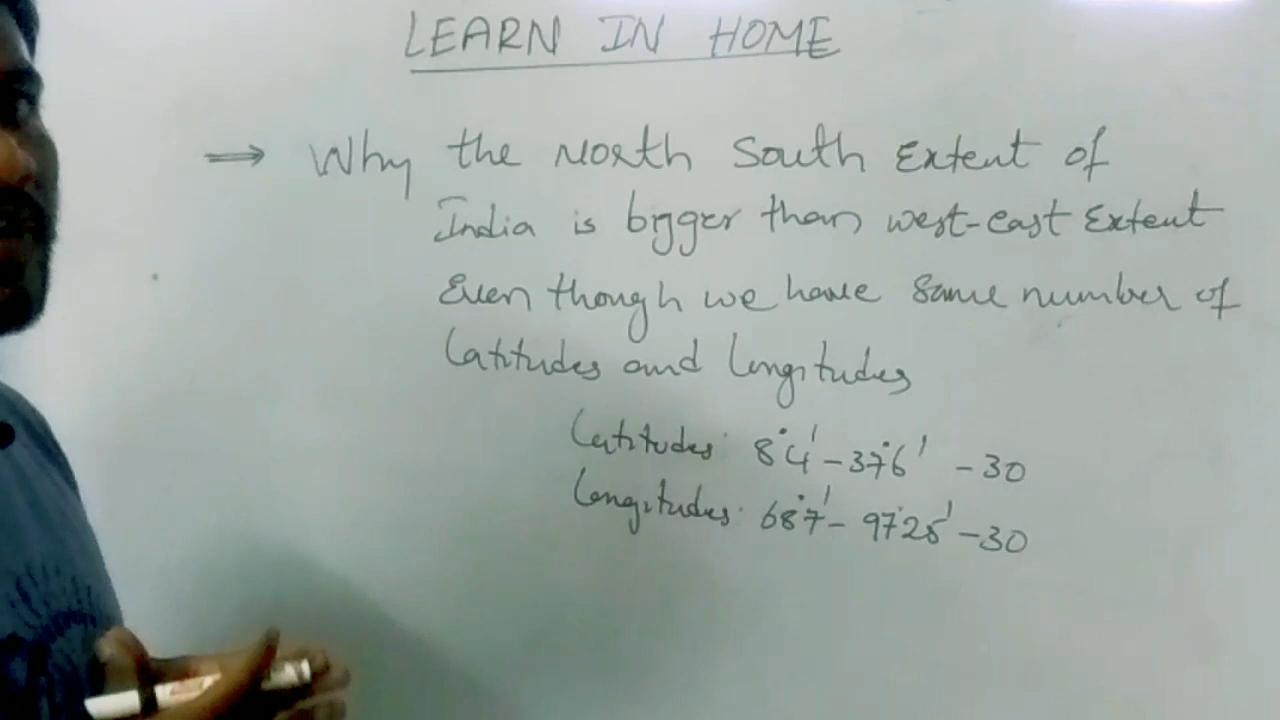 LEARN IN HOME
⇒ Why the North South Extent of
India is bigger than west-east Extent
Even though we have same number of
Latitudes and Longitudes
Latitudes: 8°4' - 37°6' - 30
Longitudes: 68°7' - 97°25' - 30